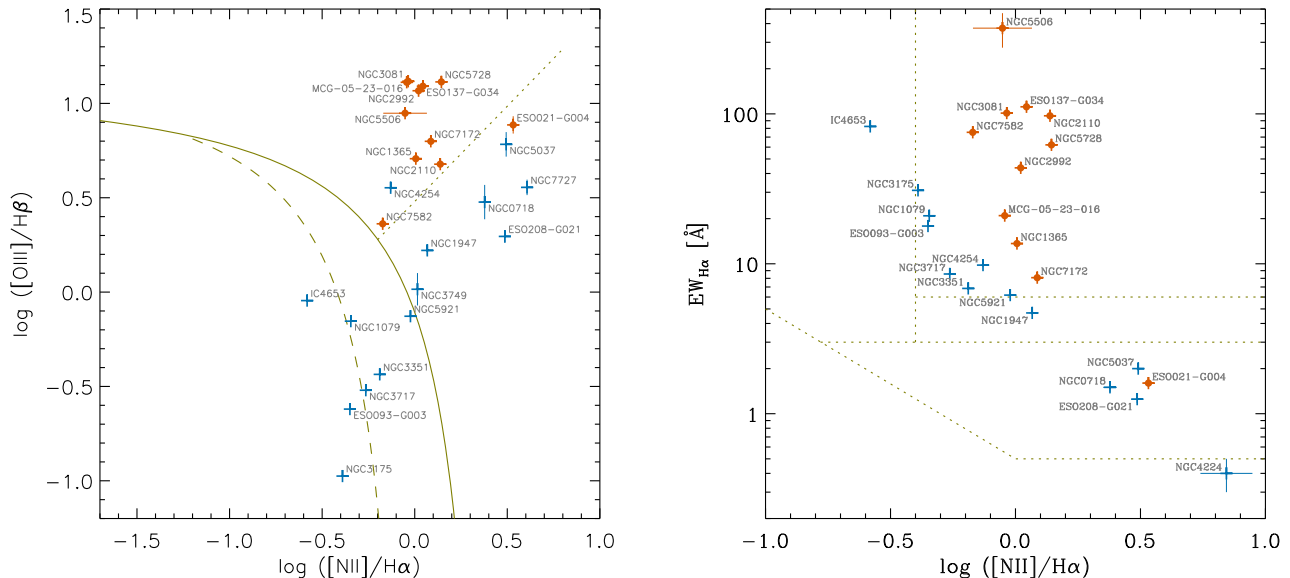 1.5
1.0
0.5
0.0
−0.5
−1.0
log ([OIII]/Hβ)
NGC3081
NGC5728
MCG-05-23-016
ESO137-G034
NGC2992
NGC5506
ESO021-G004
NGC7172
NGC5037
NGC1365
NGC2110
NGC7727
NGC4254
NGC0718
NGC7582
ESO208-G021
NGC1947
IC4653
NGC3749
NGC5921
NGC1079
NGC3351
NGC3717
ESO093-G003
NGC3175
−1.5
−1.0
−0.5
0.0
0.5
1.0
log ([NII]/Hα)
100
10
1
EW Hα [Å]
NGC5506
ESO137-G034
NGC3081
NGC2110
IC4653
NGC7582
NGC5728
NGC2992
NGC3175
NGC1079
MCG-05-23-016
ESO093-G003
NGC1365
NGC4254
NGC3717
NGC7172
NGC3351
NGC5921
NGC1947
NGC5037
ESO021-G004
NGC0718
ESO208-G021
NGC4224
−1.0
−0.5
0.0
0.5
1.0
log ([NII]/Hα)